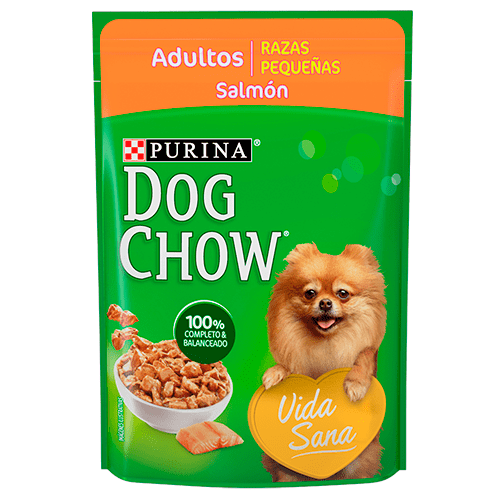 Adultos
RAZAS
PEQUEÑAS
Salmón
PURINA®
DOG
CHOW®
100%
COMPLETO &
BALANCEADO
Vida
Sana